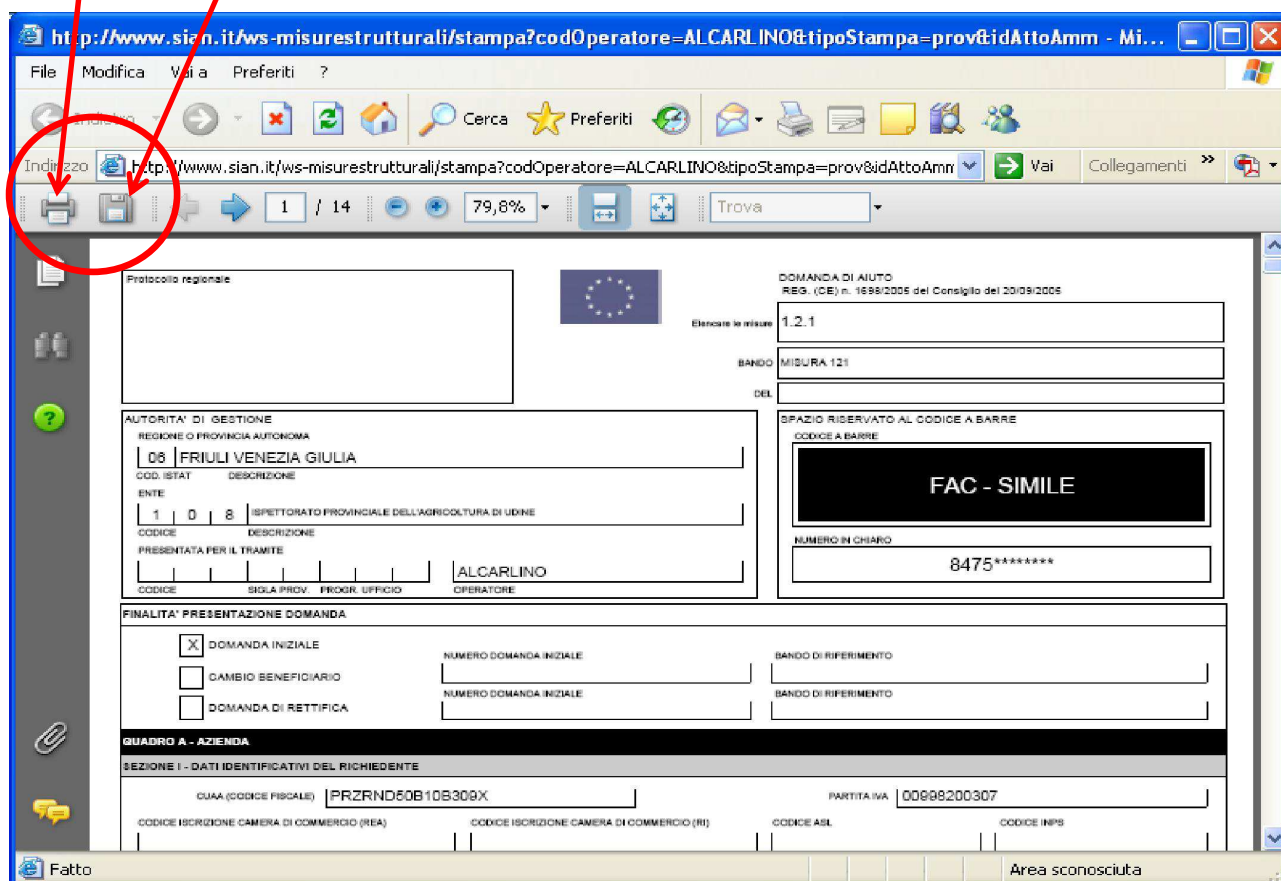 http://www.sian.it/ws-misurestrutturali/stampa?codOperatore=ALCARLINO&tipoStampa=prov&idAttoAmm - Mi...
File Modifica Vai a Preferiti ?
Indietro Cerca Preferiti
Indirizzo http://www.sian.it/ws-misurestrutturali/stampa?codOperatore=ALCARLINO&tipoStampa=prov&idAttoAmm Vai Collegamenti »
1 / 14 79,8% Trova
Protocollo regionale
DOMANDA DI AIUTO
REG. (CE) n. 1698/2005 del Consiglio del 20/09/2005
Elencare le misure 1.2.1
BANDO MISURA 121
DEL
AUTORITA' DI GESTIONE
REGIONE O PROVINCIA AUTONOMA
06 FRIULI VENEZIA GIULIA
COD. ISTAT DESCRIZIONE
ENTE
1 0 8 ISPETTORATO PROVINCIALE DELL'AGRICOLTURA DI UDINE
CODICE DESCRIZIONE
PRESENTATA PER IL TRAMITE
ALCARLINO
CODICE SIGLA PROV. PROGR. UFFICIO OPERATORE
SPAZIO RISERVATO AL CODICE A BARRE
CODICE A BARRE
FAC - SIMILE
NUMERO IN CHIARO
8475********
FINALITA' PRESENTAZIONE DOMANDA
X DOMANDA INIZIALE
NUMERO DOMANDA INIZIALE BANDO DI RIFERIMENTO
CAMBIO BENEFICIARIO
NUMERO DOMANDA INIZIALE BANDO DI RIFERIMENTO
DOMANDA DI RETTIFICA
QUADRO A - AZIENDA
SEZIONE I - DATI IDENTIFICATIVI DEL RICHIEDENTE
CUAA (CODICE FISCALE) PRZRND50B10B309X PARTITA IVA 00998200307
CODICE ISCRIZIONE CAMERA DI COMMERCIO (REA) CODICE ISCRIZIONE CAMERA DI COMMERCIO (RI) CODICE ASL CODICE INPS
Fatto Area sconosciuta